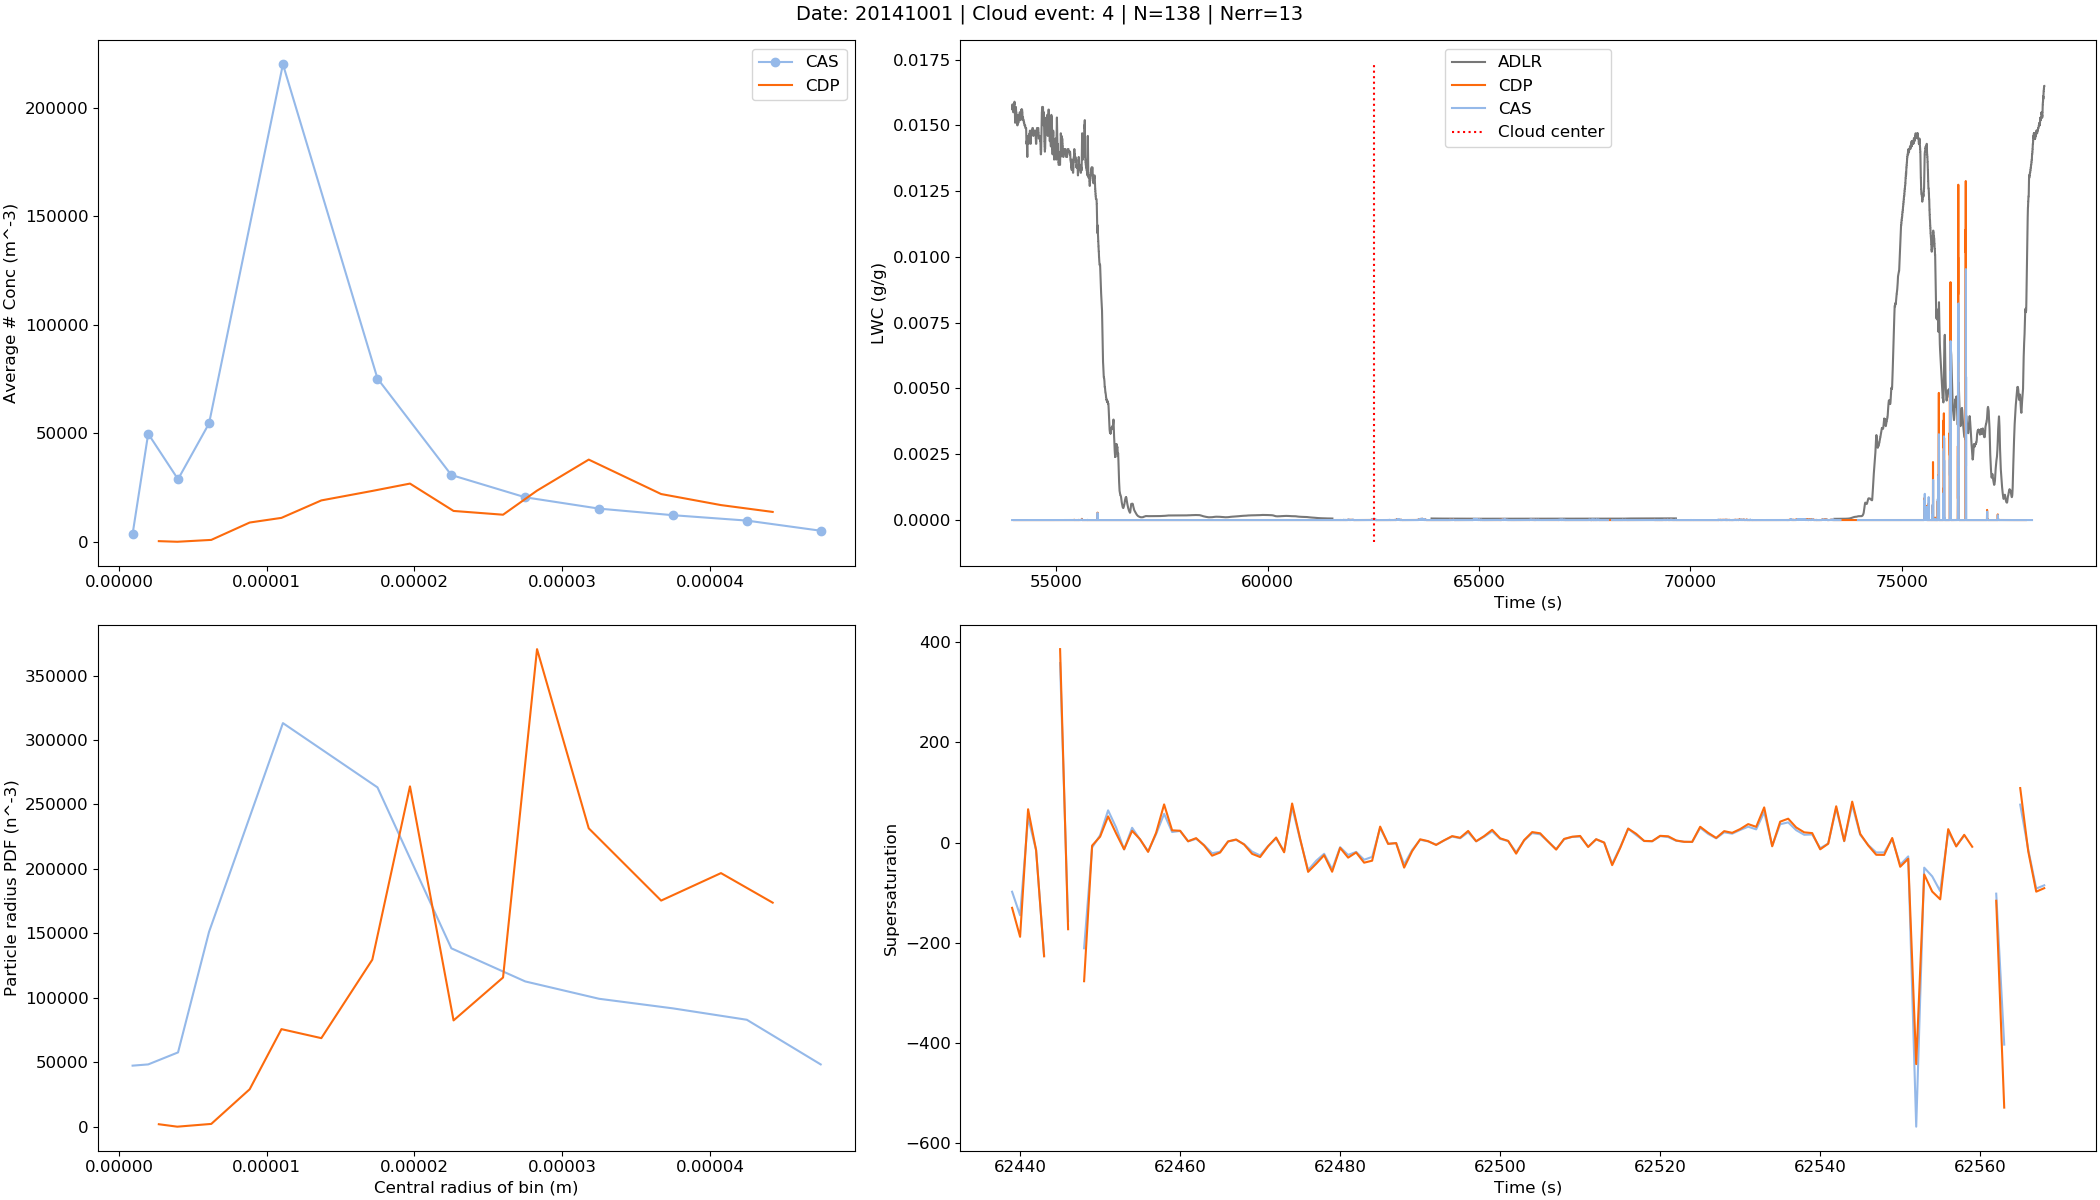 Date: 20141001 | Cloud event: 4 | N=138 | Nerr=13
Average # Conc (m^-3)
200000
150000
100000
50000
0
0.00000 0.00001 0.00002 0.00003 0.00004
CAS
CDP
LWC (g/g)
0.0175
0.0150
0.0125
0.0100
0.0075
0.0050
0.0025
0.0000
55000 60000 65000 70000 75000
Time (s)
ADLR
CDP
CAS
Cloud center
Particle radius PDF (n^-3)
350000
300000
250000
200000
150000
100000
50000
0
0.00000 0.00001 0.00002 0.00003 0.00004
Central radius of bin (m)
Supersaturation
400
200
0
−200
−400
−600
62440 62460 62480 62500 62520 62540 62560
Time (s)